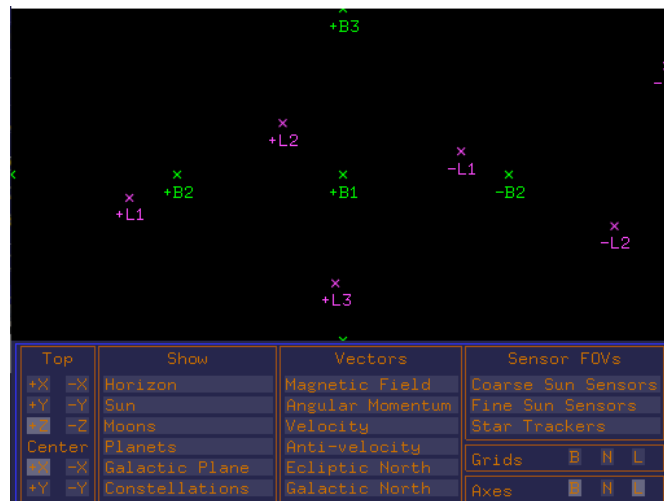 +B3
+L2
-L1
+B2
+B1
-B2
+L1
-L2
+L3
Top Show Vectors Sensor FOVs
+X -X Horizon Magnetic Field Coarse Sun Sensors
+Y -Y Sun Angular Momentum Fine Sun Sensors
+Z -Z Moons Velocity Star Trackers
Center Planets Anti-velocity Grids B N L
+X -X Galactic Plane Ecliptic North
+Y -Y Constellations Galactic North Axes B N L